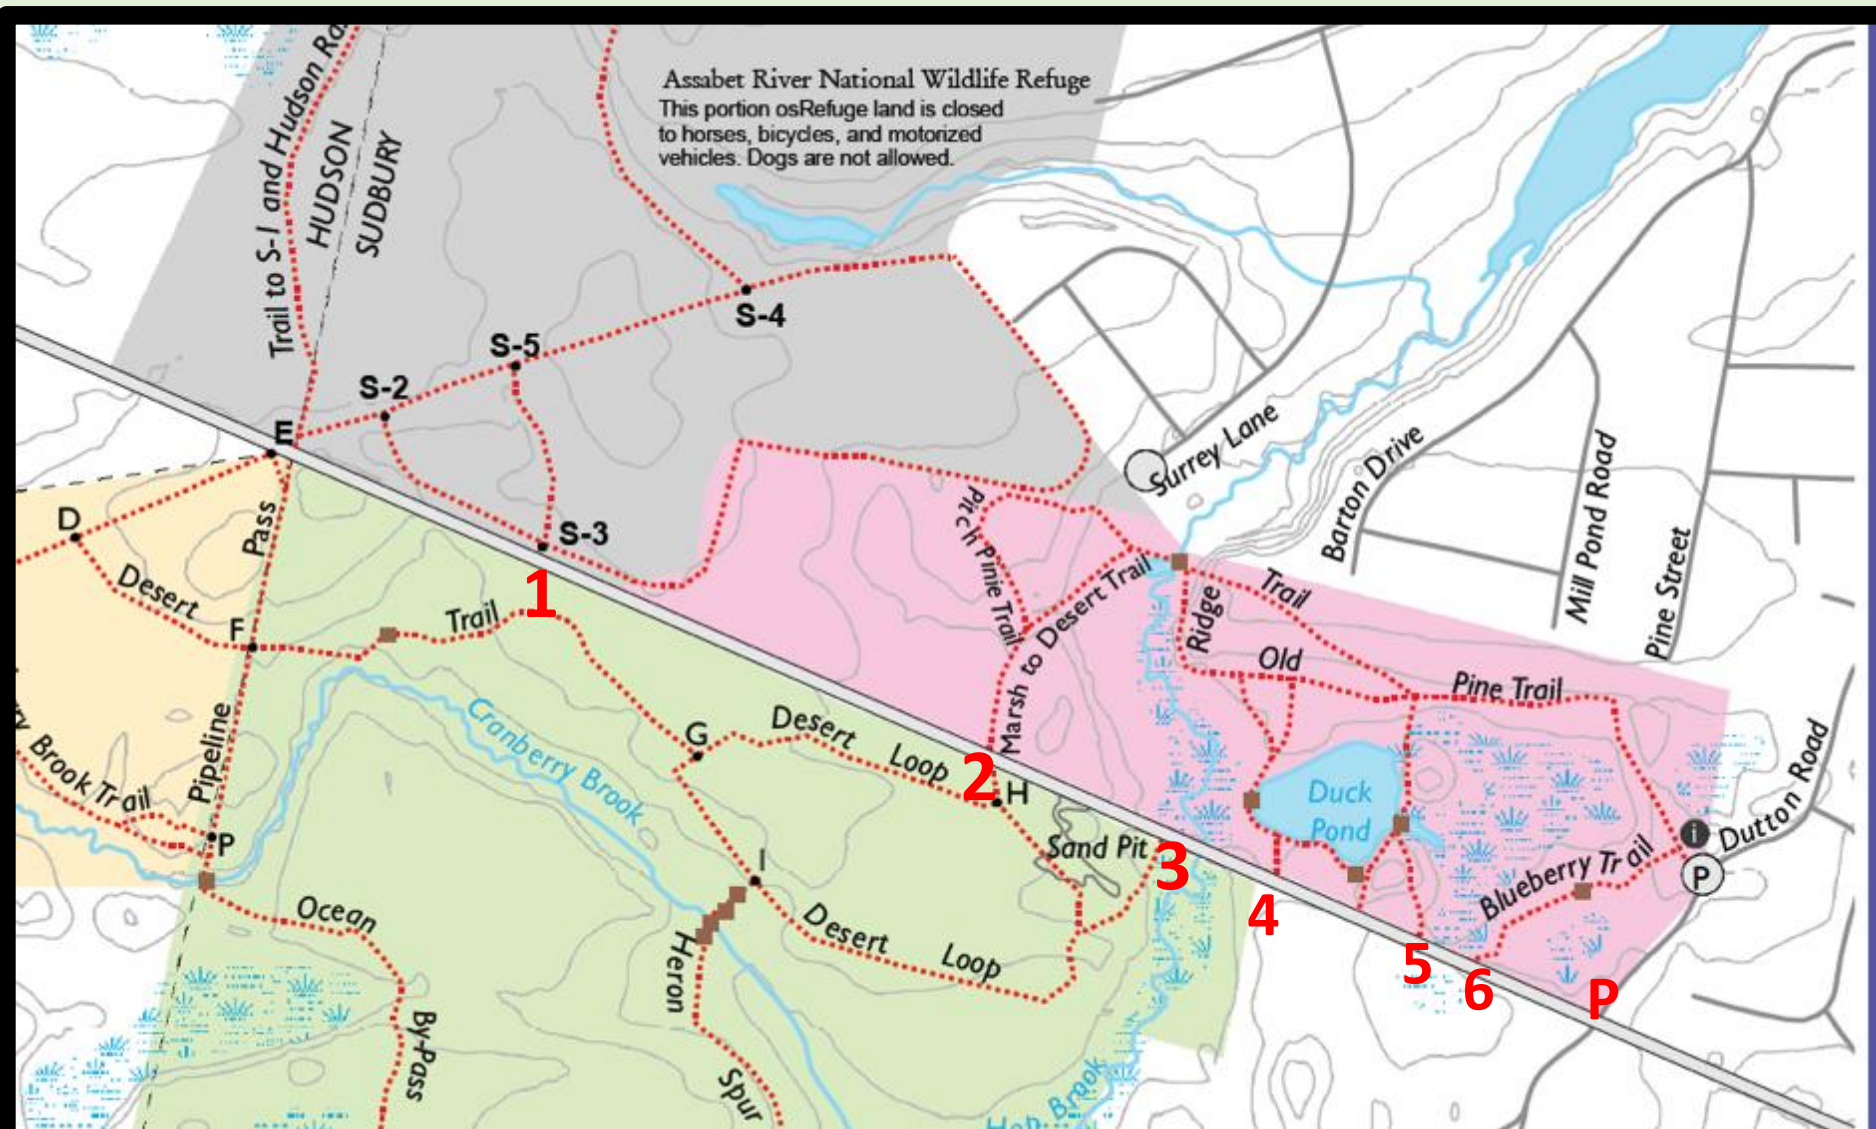 Trail to S-1 and Hudson Ra
HUDSON
SUDBURY
Assabet River National Wildlife Refuge
This portion osRefuge land is closed
to horses, bicycles, and motorized
vehicles. Dogs are not allowed.
S-4
S-5
S-2
E
S-3
D
Pass
Desert
F
Trail
1
Pitch Pinie Trail
Marsh to Desert Trail
Surrey Lane
Barton Drive
Mill Pond Road
Pine Street
Trail
Ridge
Old
Pine Trail
Cranberry Brook
G
Desert
Loop
2
H
Pipeline
Brook Trail
P
Sand Pit
3
Duck
Pond
i
P
Dutton Road
Blueberry Trail
4
5
6
P
I
Desert
Loop
Ocean
By-Pass
Heron
Spur
Hop Brook